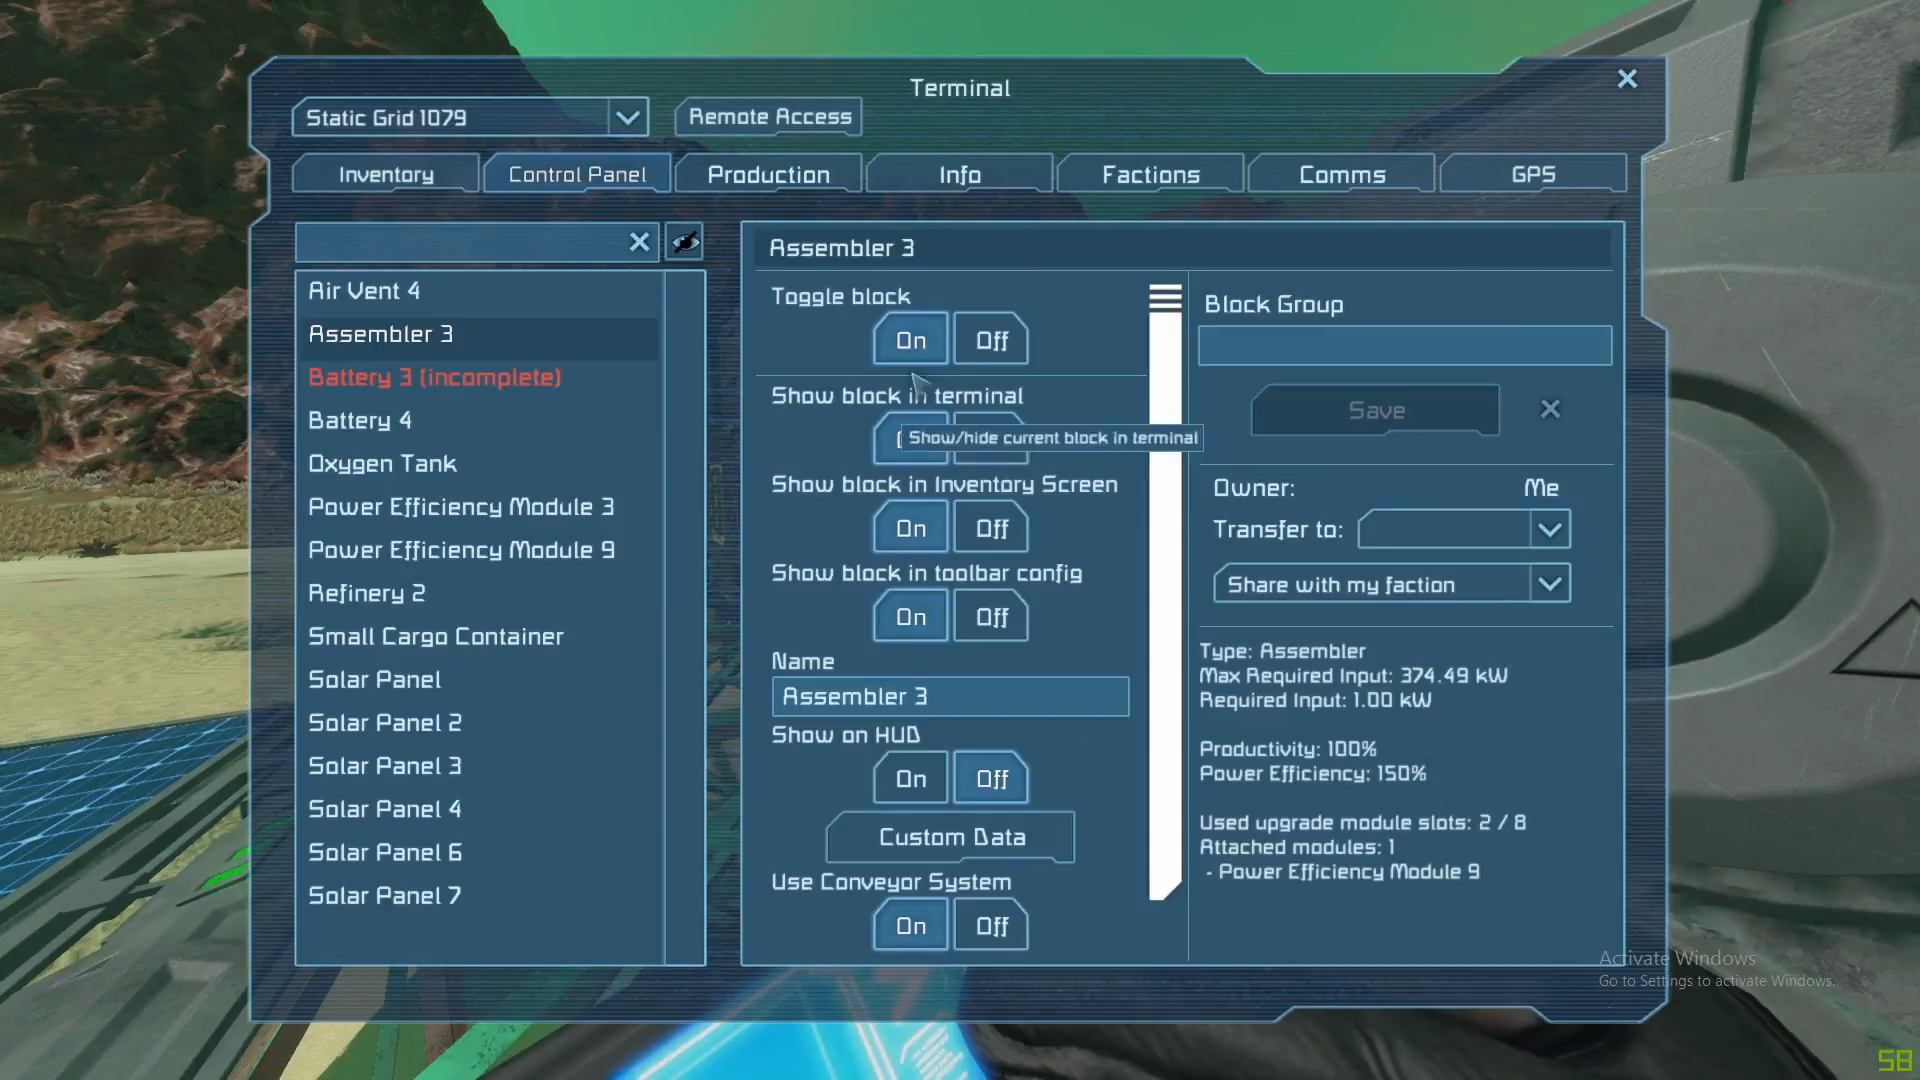 Terminal
Static Grid 1079
Remote Access
Inventory
Control Panel
Production
Info
Factions
Comms
GPS
Air Vent 4
Assembler 3
Battery 3 (incomplete)
Battery 4
Oxygen Tank
Power Efficiency Module 3
Power Efficiency Module 9
Refinery 2
Small Cargo Container
Solar Panel
Solar Panel 2
Solar Panel 3
Solar Panel 4
Solar Panel 6
Solar Panel 7
Assembler 3
Toggle block
On Off
Show block in terminal
Show/hide current block in terminal
Show block in Inventory Screen
On Off
Show block in toolbar config
On Off
Name
Assembler 3
Show on HUD
On Off
Custom Data
Use Conveyor System
On Off
Block Group
Save
Owner: Me
Transfer to:
Share with my faction
Type: Assembler
Max Required Input: 374.49 kW
Required Input: 1.00 kW
Productivity: 100%
Power Efficiency: 150%
Used upgrade module slots: 2 / 8
Attached modules: 1
- Power Efficiency Module 9
Activate Windows
Go to Settings to activate Windows.
58